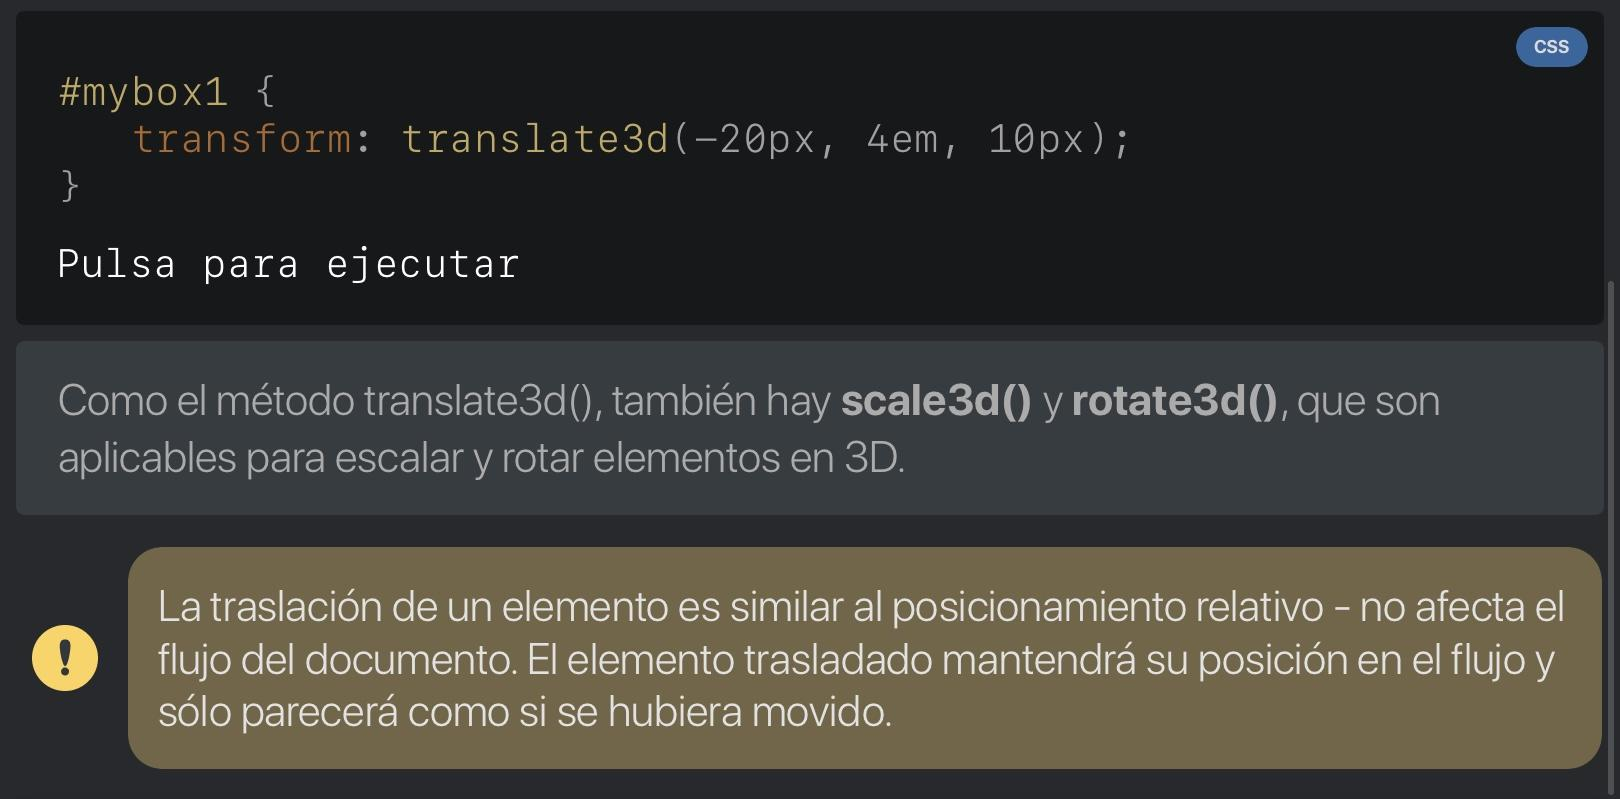 CSS
#mybox1 {
   transform: translate3d(-20px, 4em, 10px);
}
Pulsa para ejecutar
Como el método translate3d(), también hay scale3d() y rotate3d(), que son
aplicables para escalar y rotar elementos en 3D.
La traslación de un elemento es similar al posicionamiento relativo - no afecta el
flujo del documento. El elemento trasladado mantendrá su posición en el flujo y
sólo parecerá como si se hubiera movido.